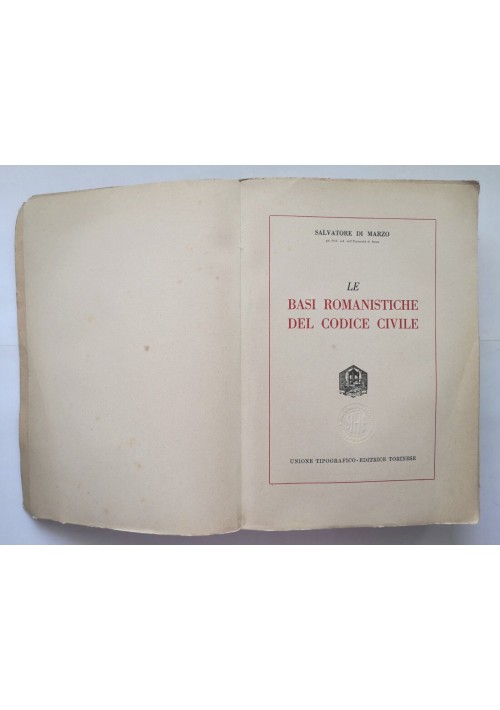 SALVATORE DI MARZO
LE
BASI ROMANISTICHE
DEL CODICE CIVILE
UNIONE TIPOGRAFICO-EDITRICE TORINESE